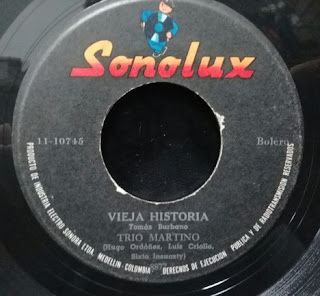 Sonolux
11-10745
Bolero
VIEJA HISTORIA
Tomás Burbano
TRIO MARTINO
(Hugo Ordóñez, Luis Criollo,
Sixto Insuasty)
PRODUCTO DE INDUSTRIA ELECTRO SONORA LTDA. MEDELLIN-COLOMBIA DERECHOS DE EJECUCION PUBLICA Y DE RADIOTRANSMISION RESERVADOS